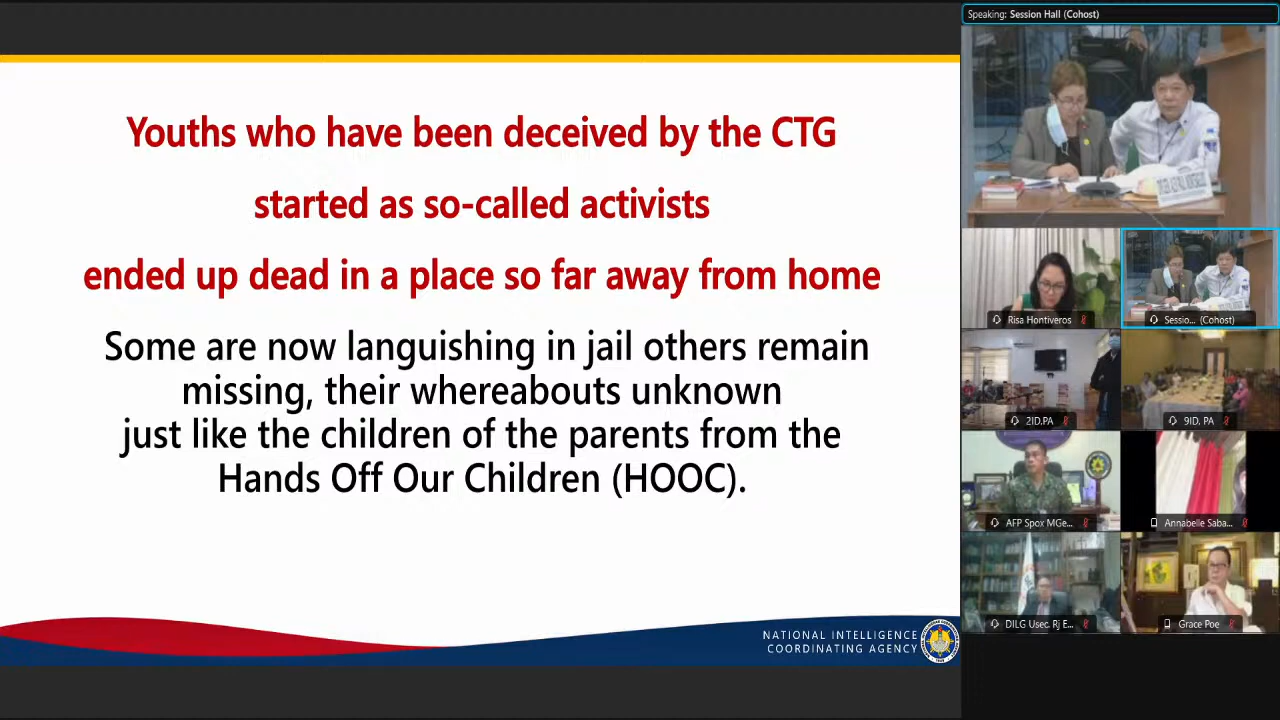 Speaking: Session Hall (Cohost)
Youths who have been deceived by the CTG
started as so-called activists
ended up dead in a place so far away from home
Some are now languishing in jail others remain
missing, their whereabouts unknown
just like the children of the parents from the
Hands Off Our Children (HOOC).
NATIONAL INTELLIGENCE
COORDINATING AGENCY
Risa Hontiveros
Sessio... (Cohost)
2ID.PA
9ID, PA
AFP Spox MGe...
Annabelle Saba...
DILG Usec. Rj E...
Grace Poe